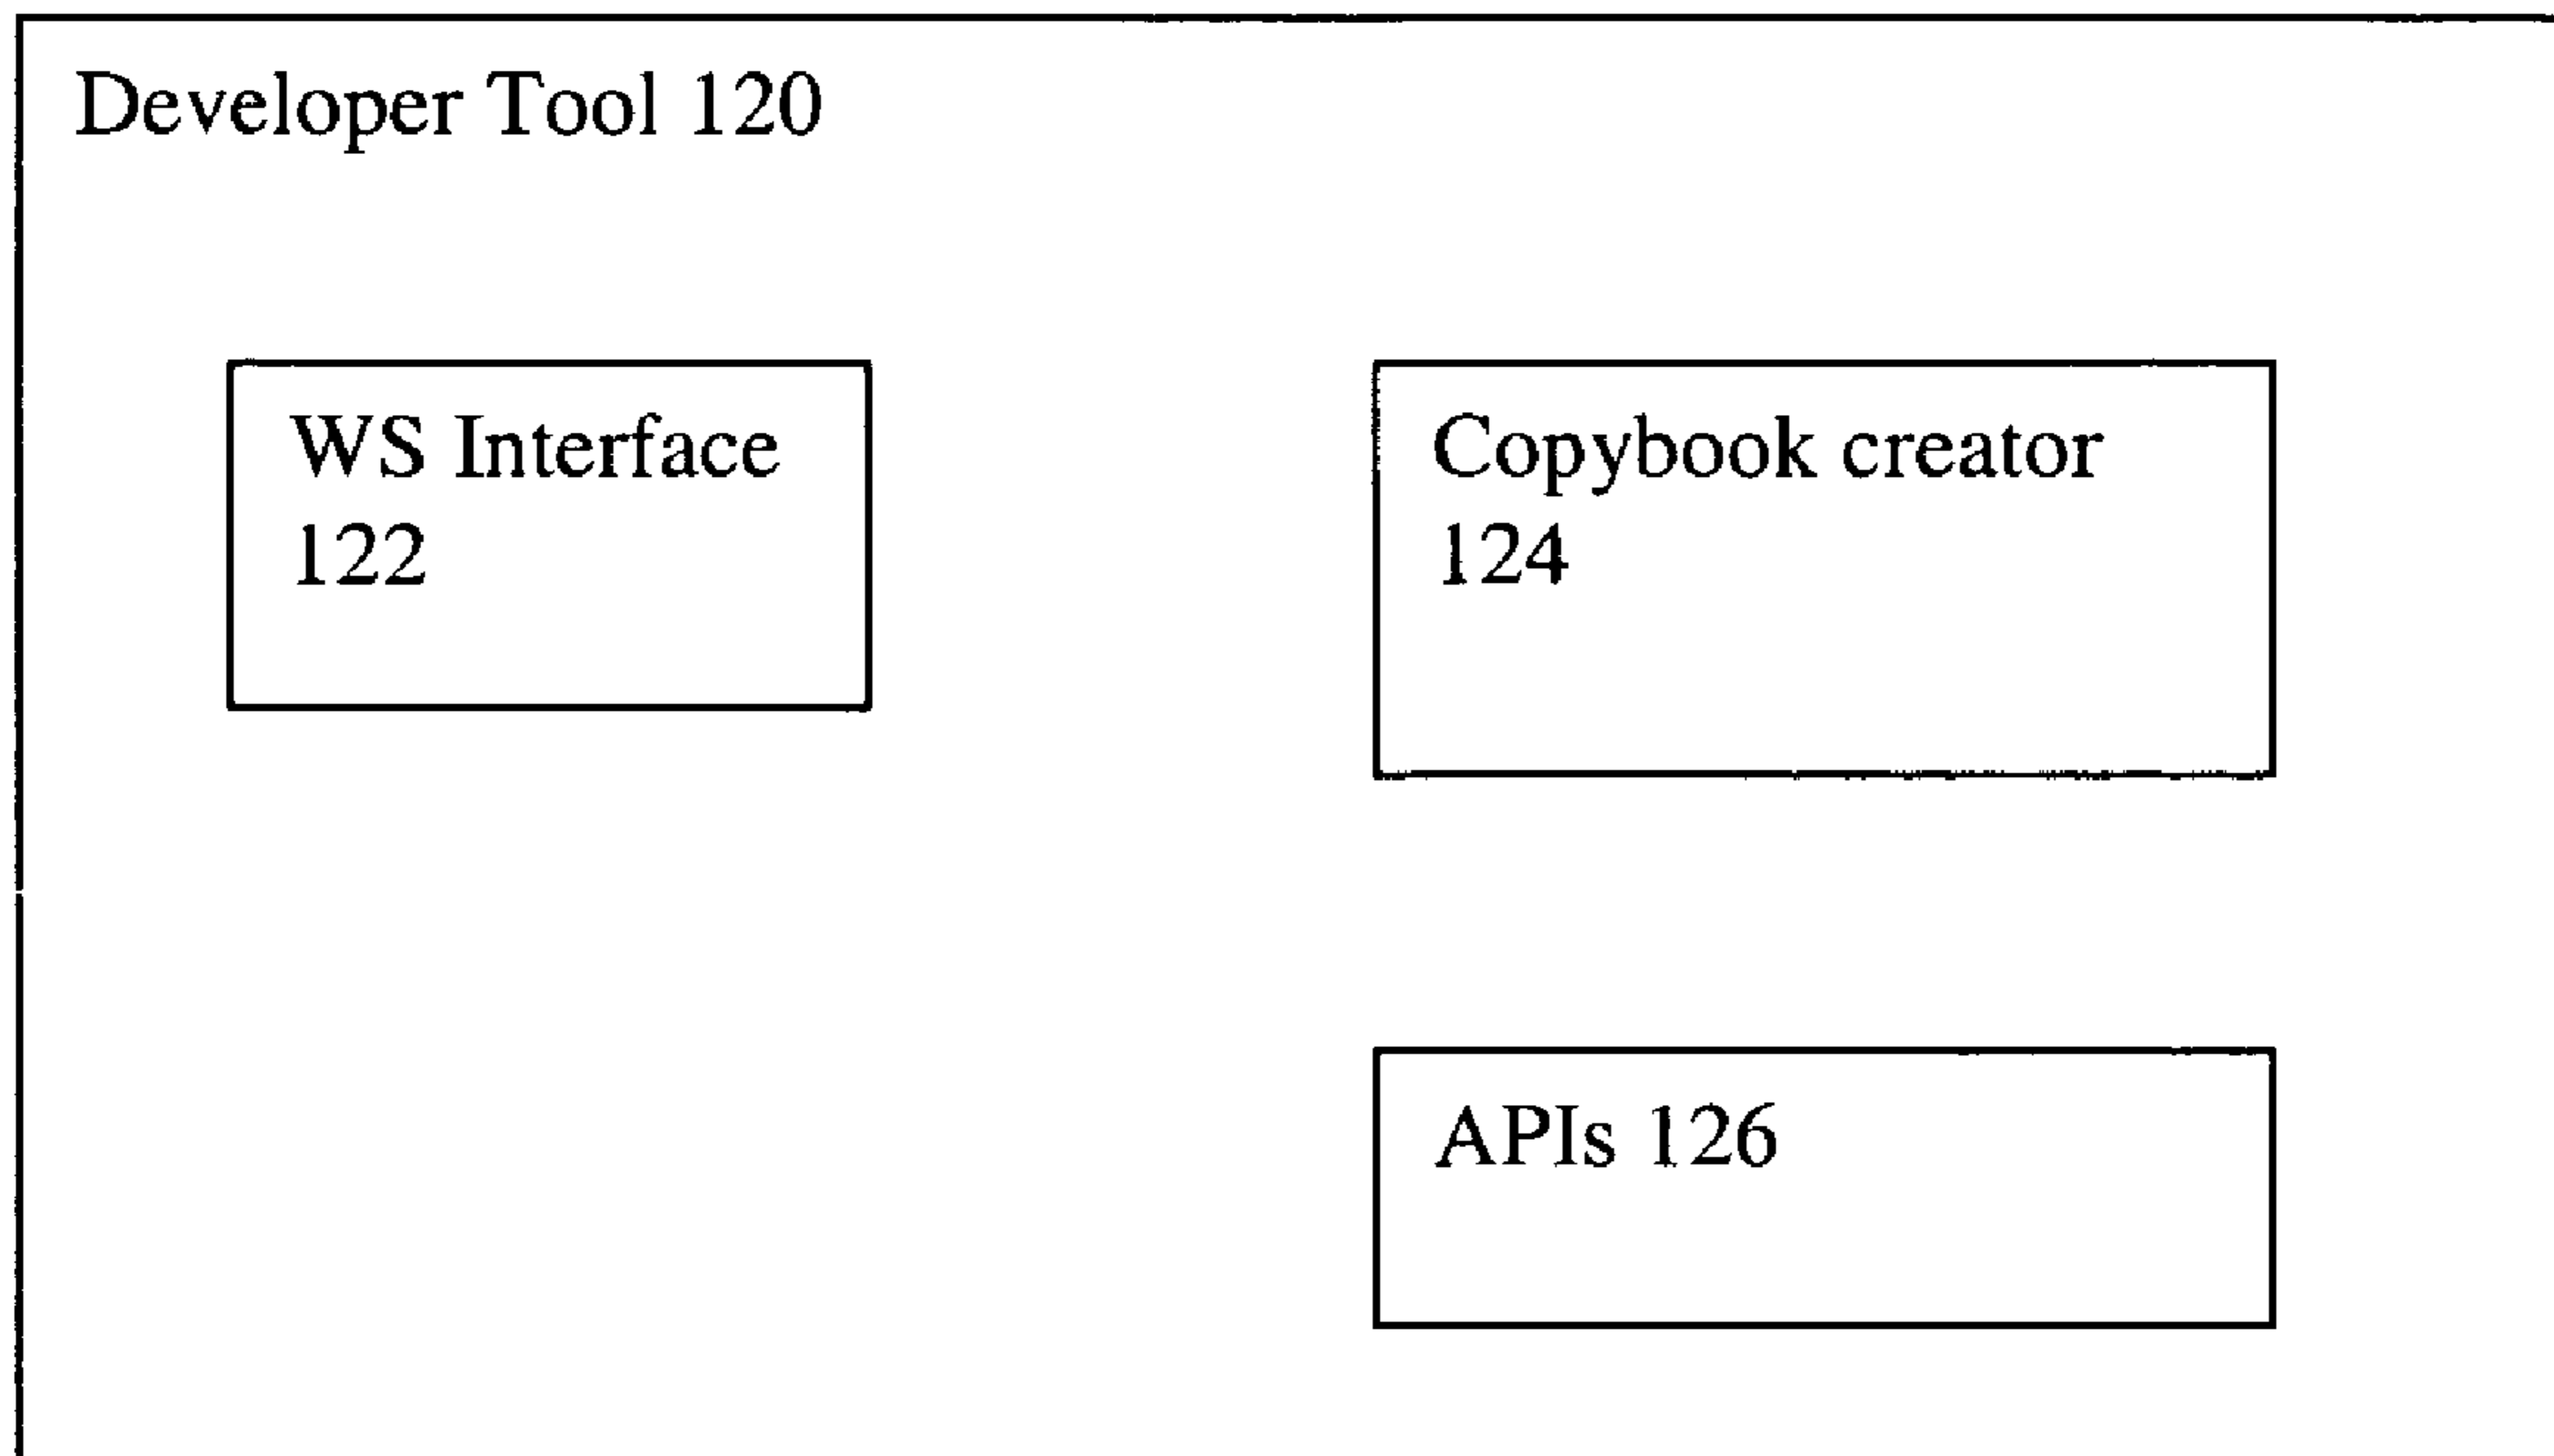 Developer Tool 120
WS Interface
122
Copybook creator
124
APIs 126